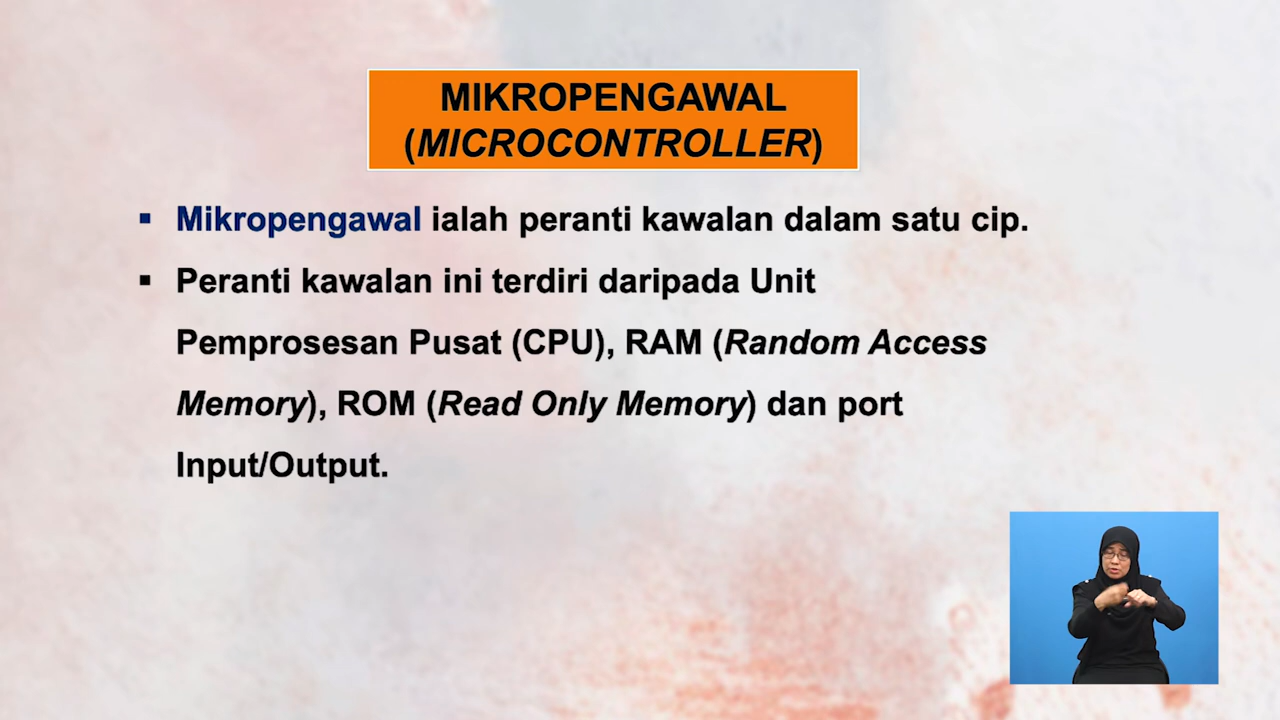 MIKROPENGAWAL
(MICROCONTROLLER)
▪ Mikropengawal ialah peranti kawalan dalam satu cip.
▪ Peranti kawalan ini terdiri daripada Unit
Pemprosesan Pusat (CPU), RAM (Random Access
Memory), ROM (Read Only Memory) dan port
Input/Output.